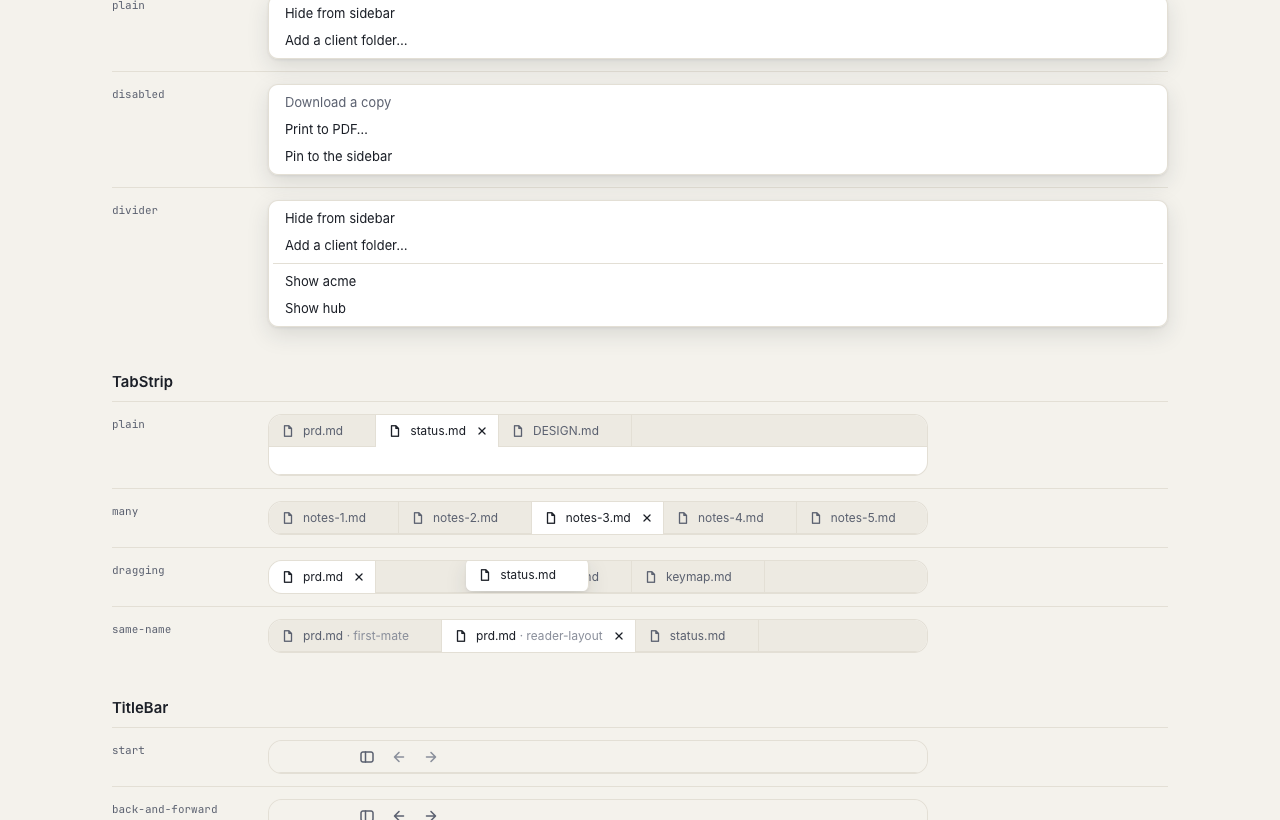 plain
Hide from sidebar
Add a client folder...
disabled
Download a copy
Print to PDF...
Pin to the sidebar
divider
Hide from sidebar
Add a client folder...
Show acme
Show hub
TabStrip
plain
prd.md status.md DESIGN.md
many
notes-1.md notes-2.md notes-3.md notes-4.md notes-5.md
dragging
prd.md status.md nd keymap.md
same-name
prd.md · first-mate prd.md · reader-layout status.md
TitleBar
start
back-and-forward